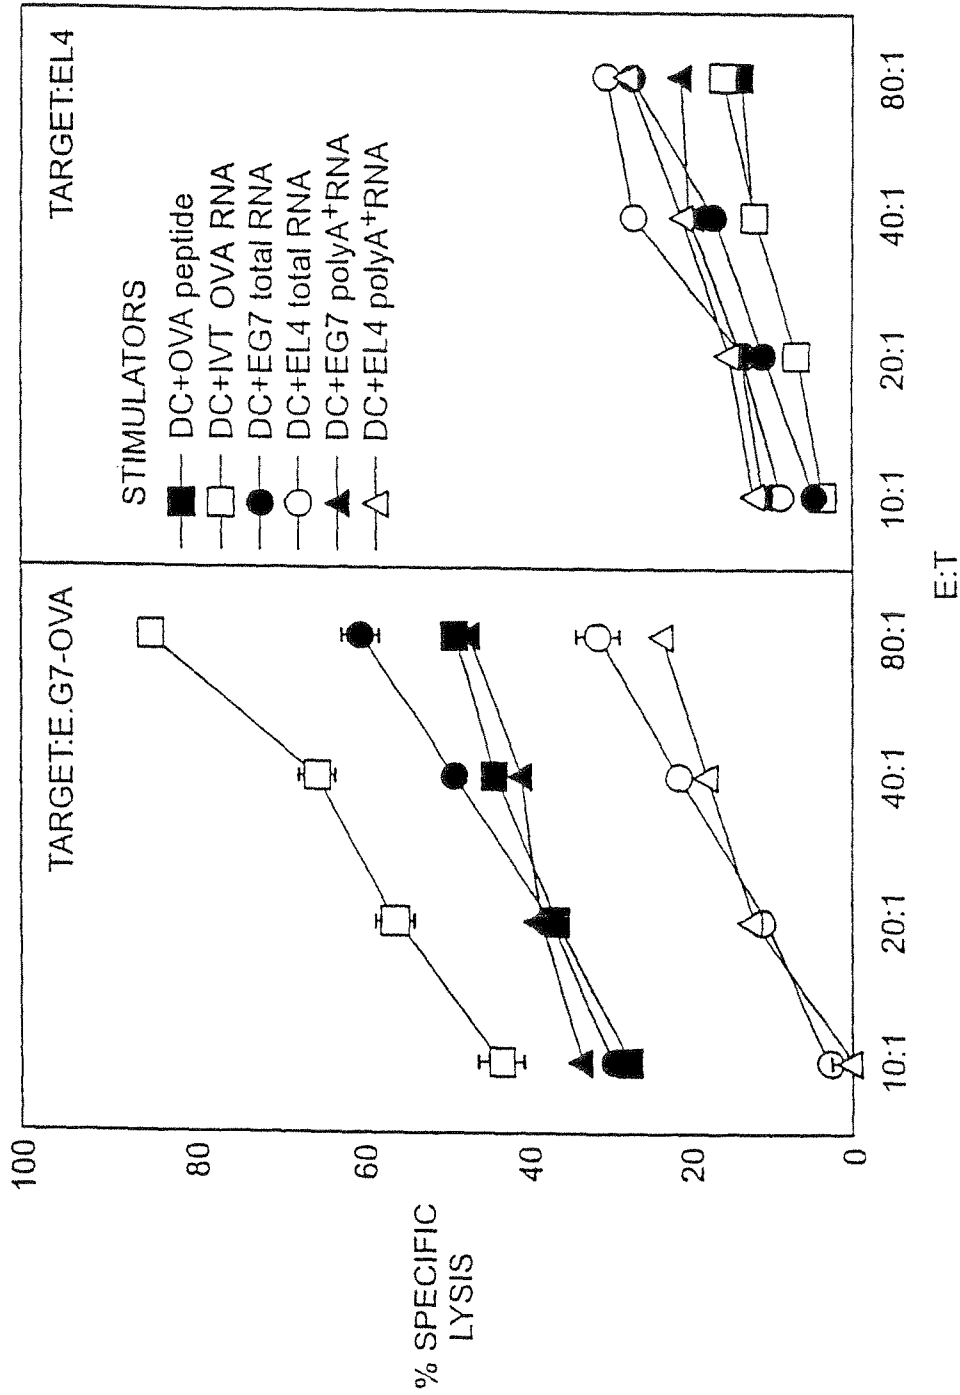 TARGET:E.G7-OVA
TARGET:EL4
STIMULATORS
DC+OVA peptide
DC+IVT OVA RNA
DC+EG7 total RNA
DC+EL4 total RNA
DC+EG7 polyA+RNA
DC+EL4 polyA+RNA
100
80
60
40
20
0
% SPECIFIC
LYSIS
10:1
20:1
40:1
80:1
10:1
20:1
40:1
80:1
E:T